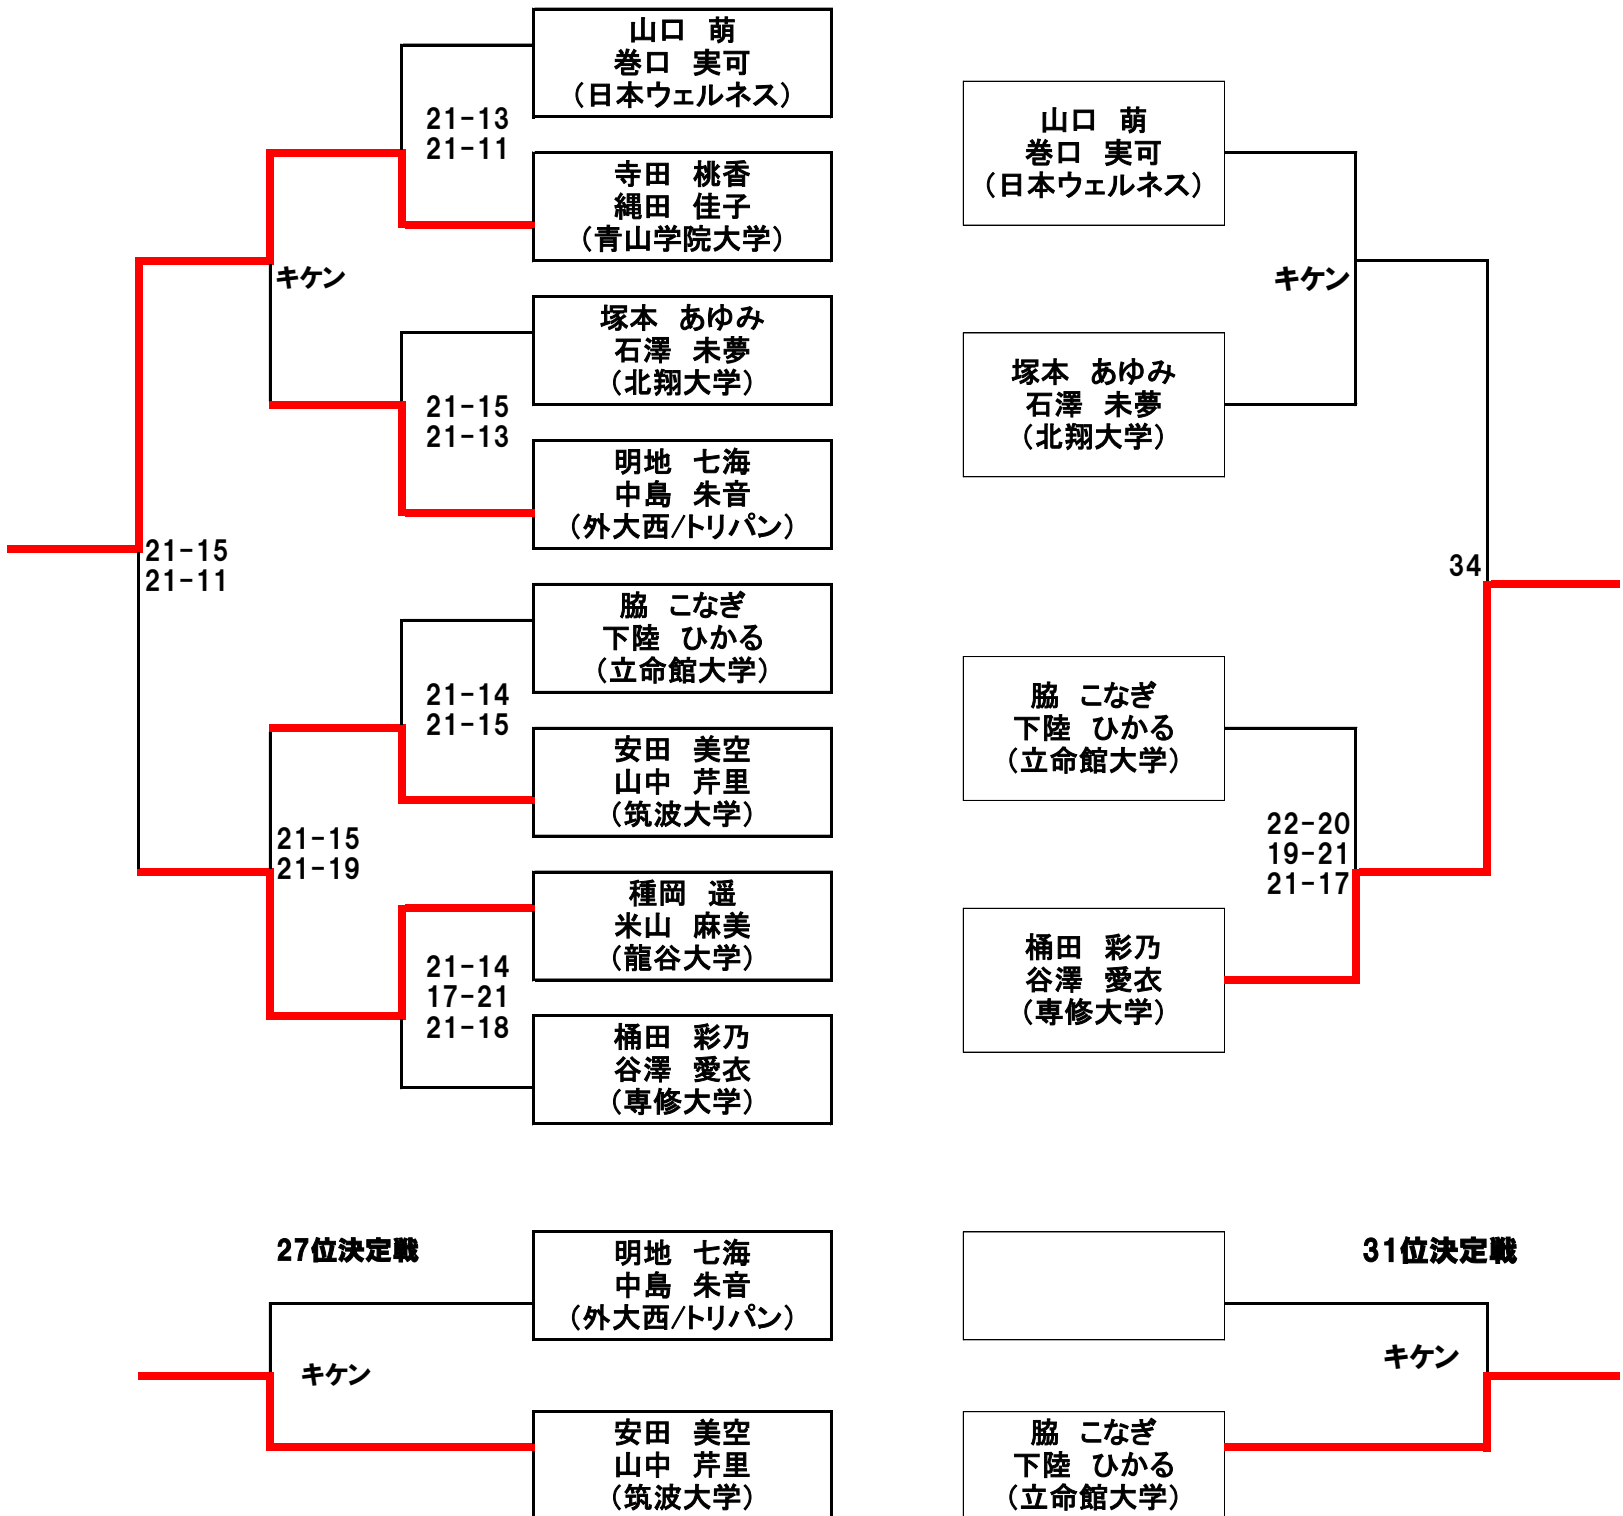 山口　萌
巻口　実可
（日本ウェルネス）
21-13
21-11
寺田　桃香
縄田　佳子
（青山学院大学）
キケン
塚本　あゆみ
石澤　未夢
（北翔大学）
21-15
21-13
明地　七海
中島　朱音
（外大西/トリパン）
21-15
21-11
脇　こなぎ
下陸　ひかる
（立命館大学）
21-14
21-15
安田　美空
山中　芹里
（筑波大学）
21-15
21-19
種岡　遥
米山　麻美
（龍谷大学）
21-14
17-21
21-18
桶田　彩乃
谷澤　愛衣
（専修大学）
山口　萌
巻口　実可
（日本ウェルネス）
キケン
塚本　あゆみ
石澤　未夢
（北翔大学）
34
脇　こなぎ
下陸　ひかる
（立命館大学）
22-20
19-21
21-17
桶田　彩乃
谷澤　愛衣
（専修大学）
27位決定戦
明地　七海
中島　朱音
（外大西/トリパン）
キケン
安田　美空
山中　芹里
（筑波大学）
31位決定戦
キケン
脇　こなぎ
下陸　ひかる
（立命館大学）